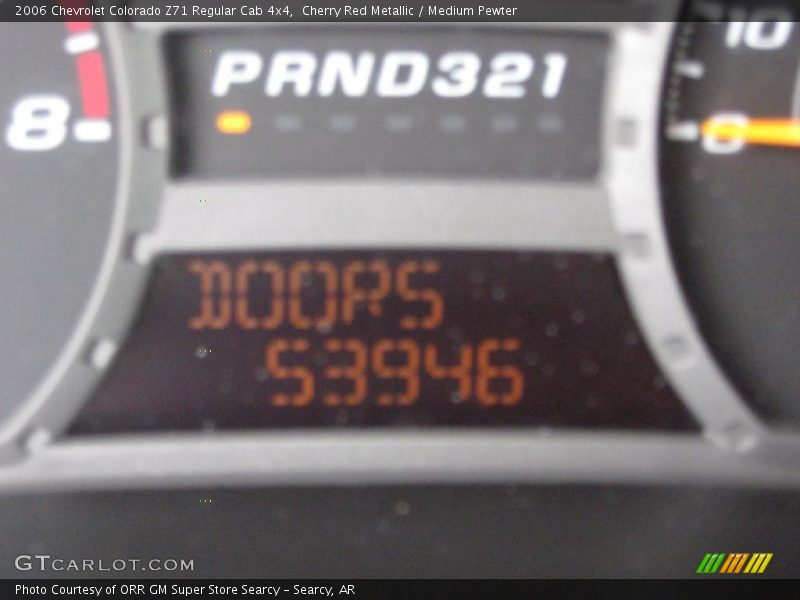 2006 Chevrolet Colorado Z71 Regular Cab 4x4,  Cherry Red Metallic / Medium Pewter
PRND321
10
8
0
DOORS
53946
GTCARLOT.COM
Photo Courtesy of ORR GM Super Store Searcy – Searcy, AR